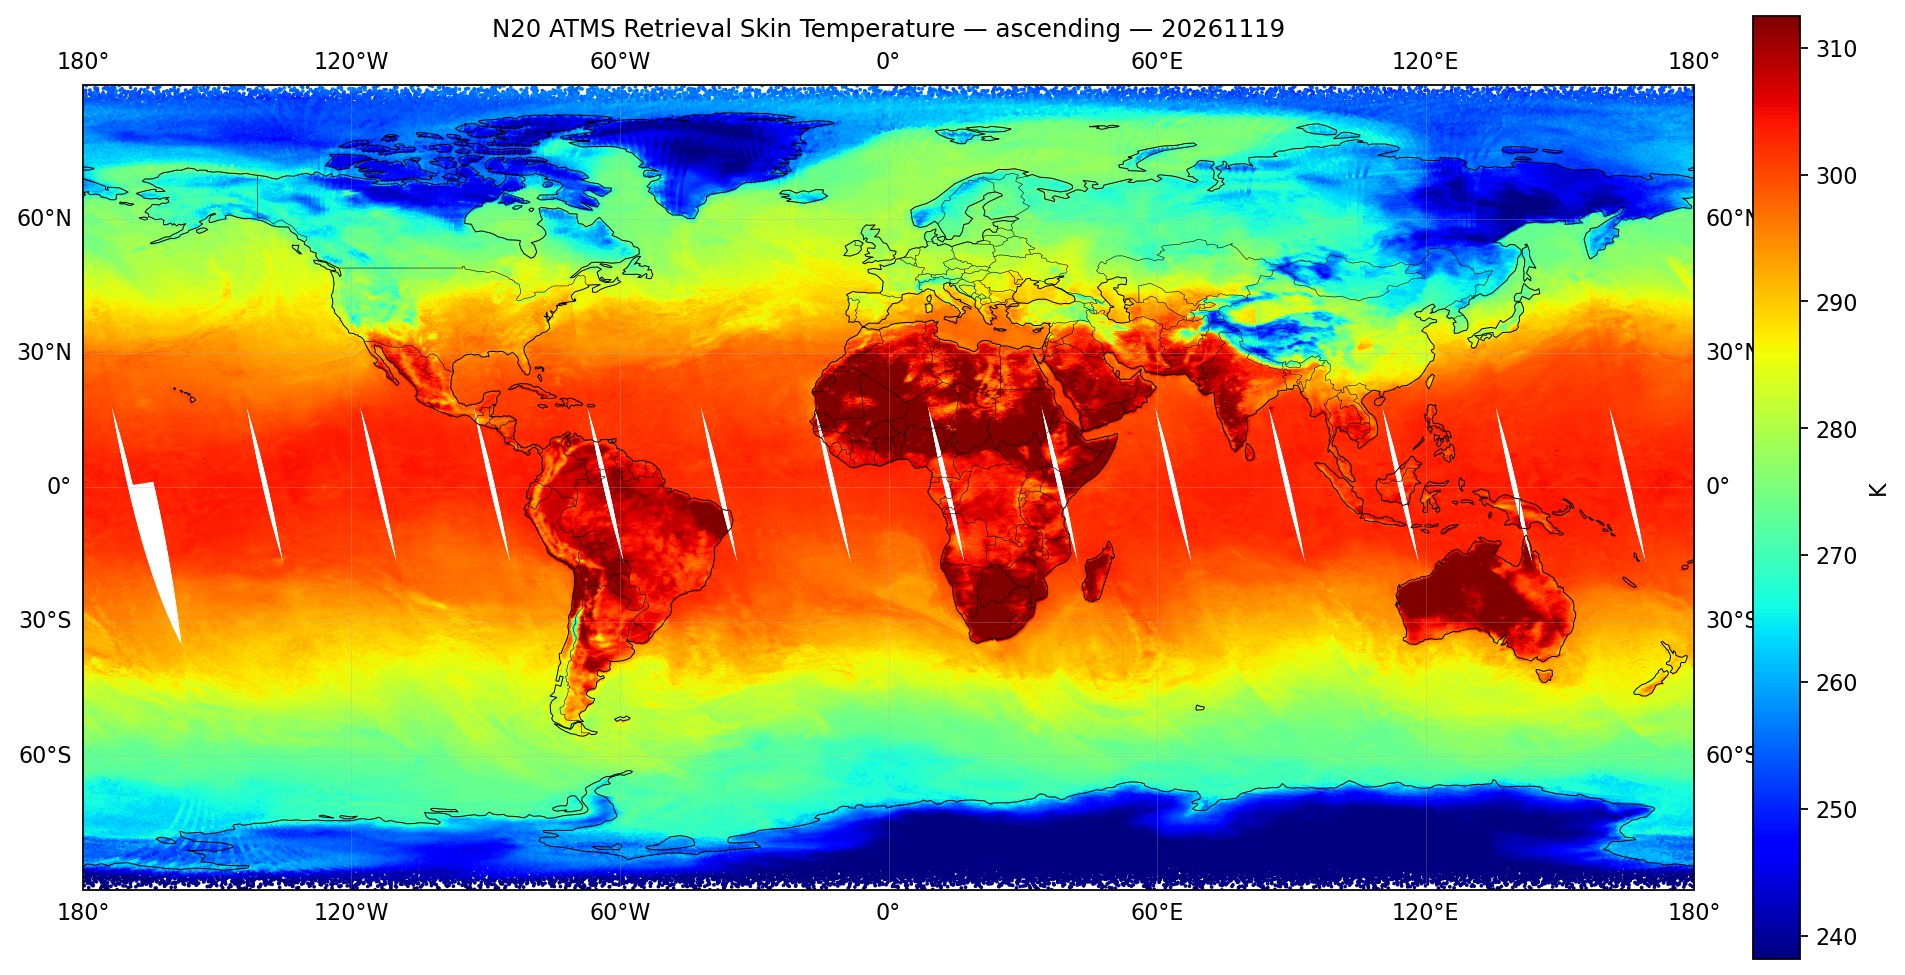 N20 ATMS Retrieval Skin Temperature — ascending — 20261119
180° 120°W 60°W 0° 60°E 120°E 180°
310
300
290
280
270
260
250
240
K
60°N 60°N
30°N 30°N
0° 0°
30°S 30°S
60°S 60°S
180° 120°W 60°W 0° 60°E 120°E 180°